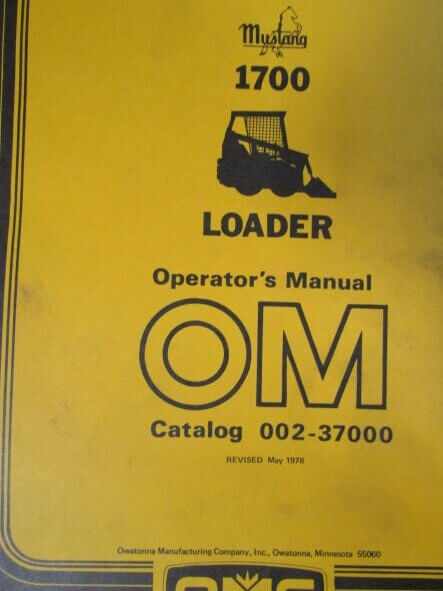 Mustang
1700
LOADER
Operator's Manual
OM
Catalog 002-37000
REVISED May 1978
Owatonna Manufacturing Company, Inc., Owatonna, Minnesota 55060
OMC